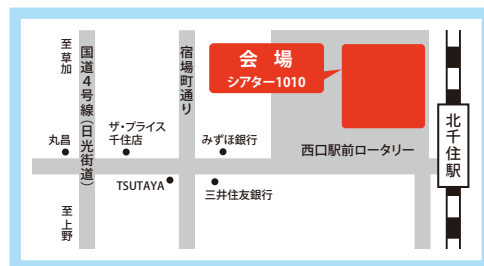 至草加
国道4号線(日光街道)
宿場町通り
会場
シアター1010
北千住駅
丸昌
ザ・プライス
千住店
みずほ銀行
西口駅前ロータリー
TSUTAYA
三井住友銀行
至上野